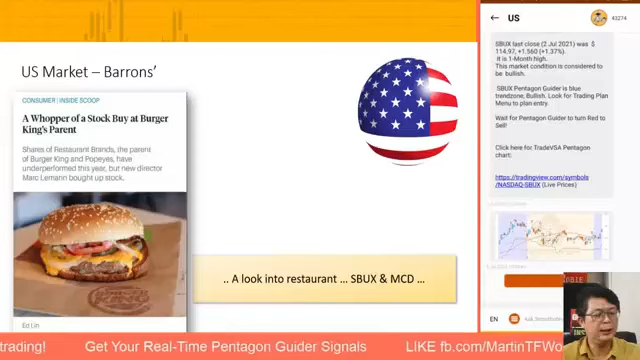 US Market – Barrons’
CONSUMER | INSIDE SCOOP
A Whopper of a Stock Buy at Burger
King’s Parent
Shares of Restaurant Brands, the parent
of Burger King and Popeyes, have
underperformed this year, but new director
Marc Lemann bought up stock.
Ed Lin
.. A look into restaurant … SBUX & MCD …
US
43274
SBUX last close (2 Jul 2021) was $
114.97, +1.560 (+1.37%).
It is 1-Month high.
This market condition is considered to
be bullish.
SBUX Pentagon Guider is blue
trendzone, Bullish. Look for Trading Plan
Menu to plan entry.
Wait for Pentagon Guider to turn Red to
Sell!
Click here for TradeVSA Pentagon
chart:
https://tradingview.com/symbols
/NASDAQ-SBUX (Live Prices)
EN
trading!
Get Your Real-Time Pentagon Guider Signals
LIKE fb.com/MartinTFWo